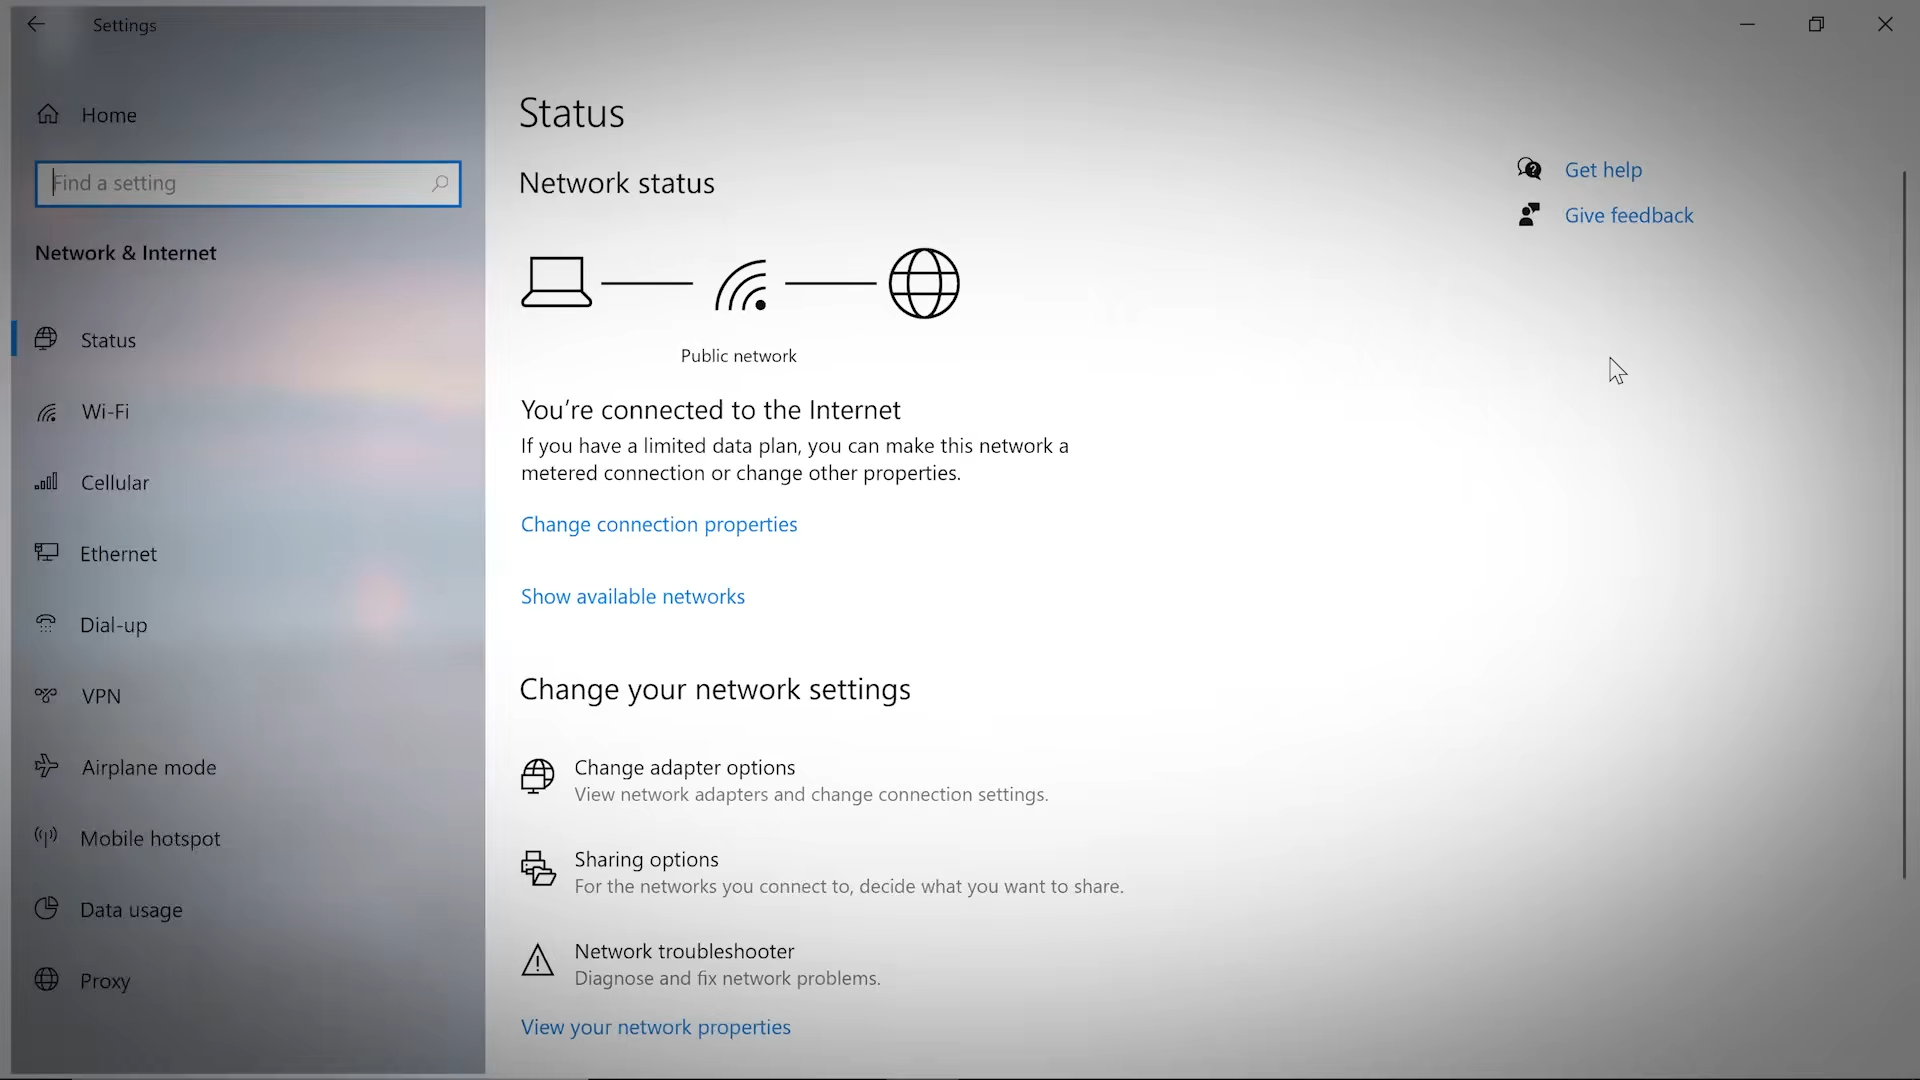 Settings
Home
Find a setting
Network & Internet
Status
Wi-Fi
Cellular
Ethernet
Dial-up
VPN
Airplane mode
Mobile hotspot
Data usage
Proxy
Status
Network status
Public network
You’re connected to the Internet
If you have a limited data plan, you can make this network a
metered connection or change other properties.
Change connection properties
Show available networks
Change your network settings
Change adapter options
View network adapters and change connection settings.
Sharing options
For the networks you connect to, decide what you want to share.
Network troubleshooter
Diagnose and fix network problems.
View your network properties
Get help
Give feedback